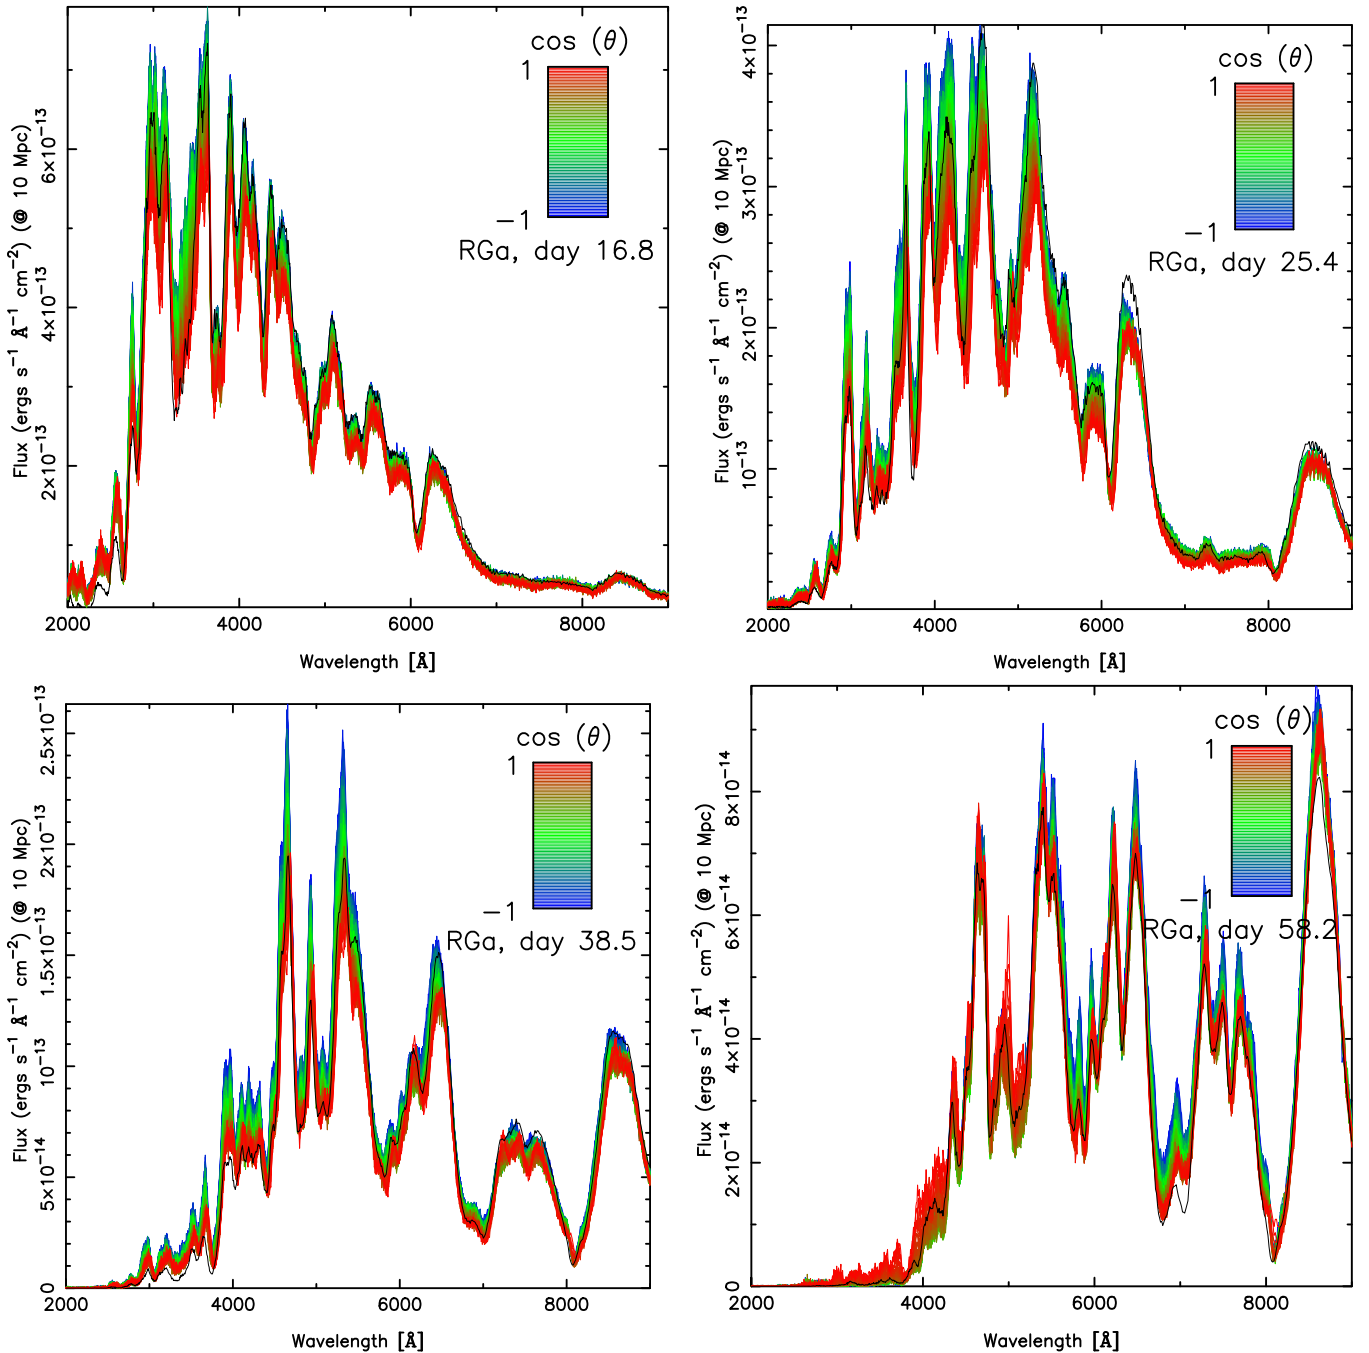 cos (θ)
1
−1
RGa, day 16.8
Flux (ergs s⁻¹ Å⁻¹ cm⁻²) (@ 10 Mpc)
6×10⁻¹³
4×10⁻¹³
2×10⁻¹³
2000 4000 6000 8000
Wavelength [Å]
cos (θ)
1
−1
RGa, day 25.4
Flux (ergs s⁻¹ Å⁻¹ cm⁻²) (@ 10 Mpc)
4×10⁻¹³
3×10⁻¹³
2×10⁻¹³
10⁻¹³
2000 4000 6000 8000
Wavelength [Å]
cos (θ)
1
−1
RGa, day 38.5
Flux (ergs s⁻¹ Å⁻¹ cm⁻²) (@ 10 Mpc)
2.5×10⁻¹³
2×10⁻¹³
1.5×10⁻¹³
10⁻¹³
5×10⁻¹⁴
0
2000 4000 6000 8000
Wavelength [Å]
cos (θ)
1
−1
RGa, day 58.2
Flux (ergs s⁻¹ Å⁻¹ cm⁻²) (@ 10 Mpc)
8×10⁻¹⁴
6×10⁻¹⁴
4×10⁻¹⁴
2×10⁻¹⁴
0
2000 4000 6000 8000
Wavelength [Å]